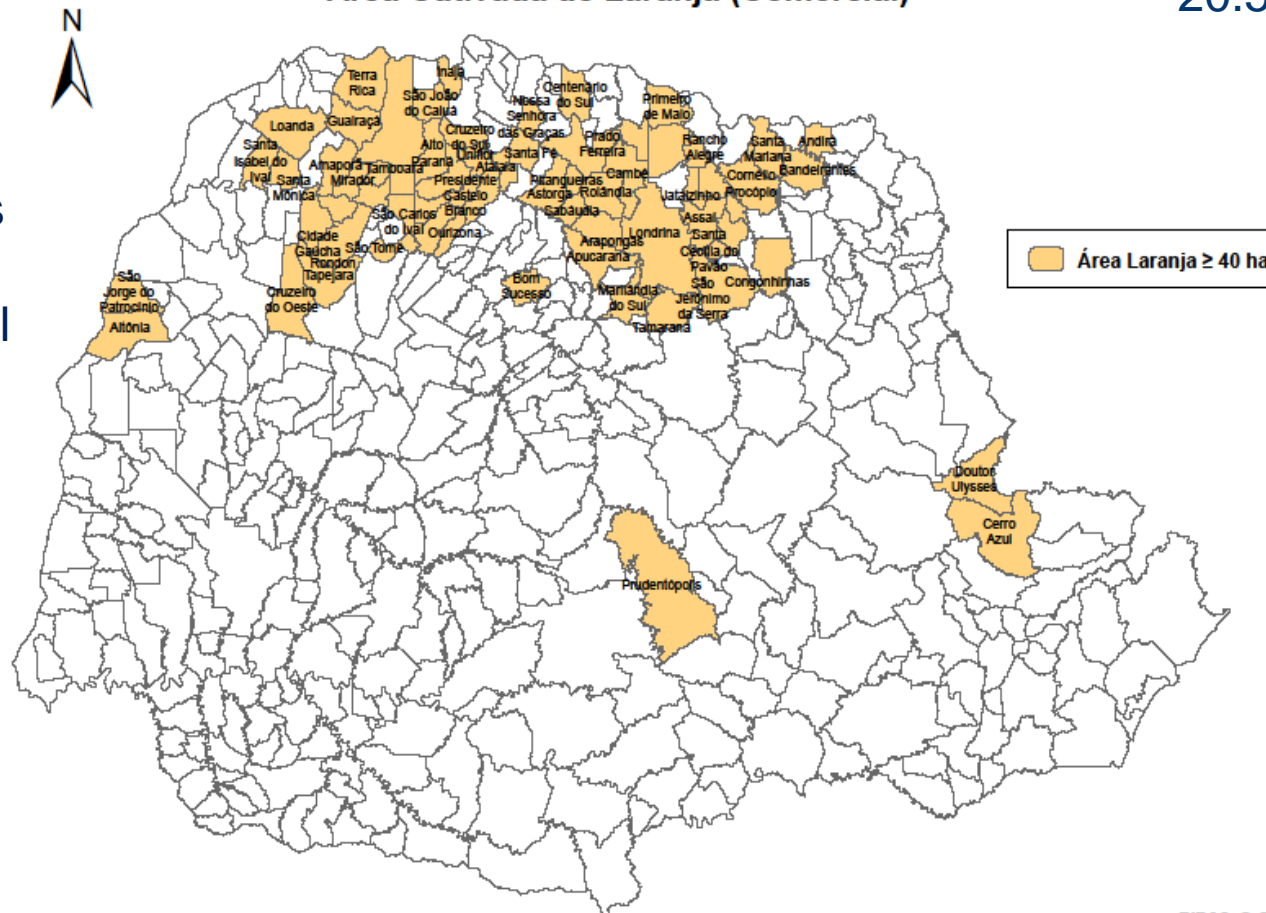 N
Terra
Rica
Inajá
São João
do Caiuá
Centenário
do Sul
Nossa
Senhora
das Graças
Primeiro
de Maio
Loanda
Guairaçá
Cruzeiro
do Sul
Alto
Paraná
Uniflor
Atalaia
Santa Fé
Prado
Ferreira
Rancho
Alegre
Santa
Mariana
Andirá
Bandeirantes
Santa
Isabel do
Ivaí
Santa
Mônica
Amaporã
Mirador
Tamboara
Presidente
Castelo
Branco
Pitangueiras
Astorga
Rolândia
Cambé
Sabáudia
Jataizinho
Cornélio
Procópio
São Carlos
do Ivaí
Ourizona
Assaí
Londrina
Santa
Cecília do
Pavão
Cidade
Gaúcha
São Tomé
Rondon
Tapejara
Arapongas
Apucarana
Cruzeiro
do Oeste
Bom
Sucesso
Marilândia
do Sul
São
Jerônimo
da Serra
Congonhinhas
Tamarana
São
Jorge do
Patrocínio
Altônia
Área Laranja ≥ 40 ha
Doutor
Ulysses
Cerro
Azul
Prudentópolis